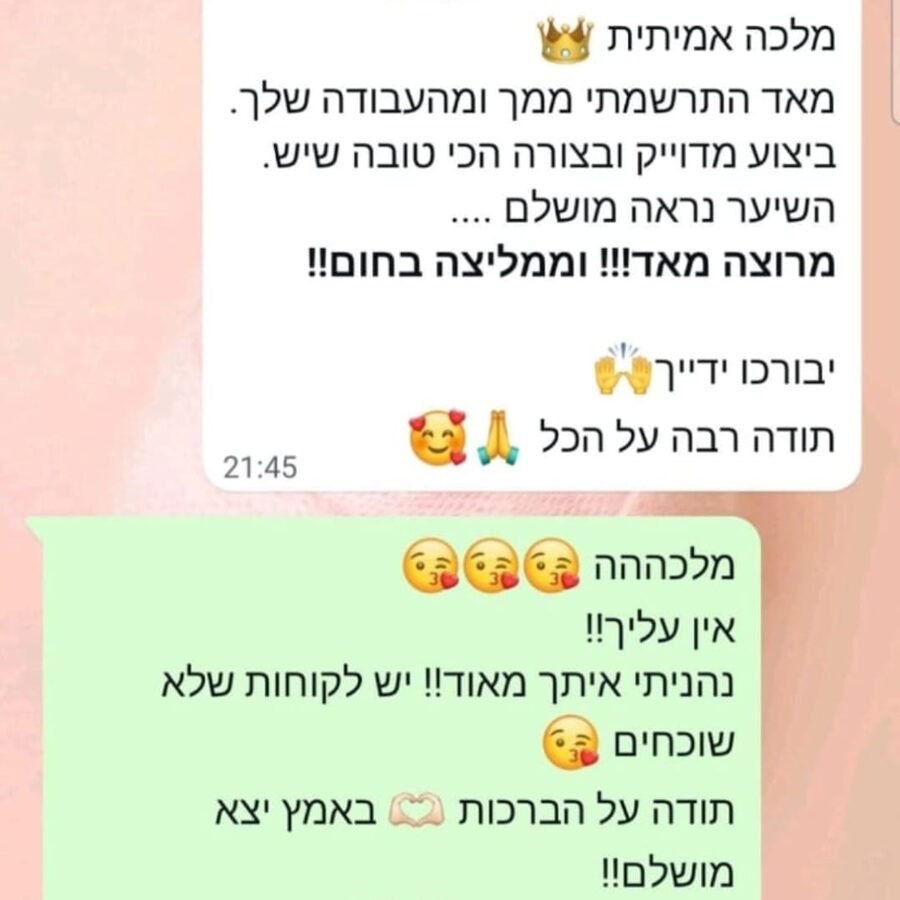 מלכה אמיתית 👑
מאד התרשמתי ממך ומהעבודה שלך.
ביצוע מדוייק ובצורה הכי טובה שיש.
השיער נראה מושלם ....
מרוצה מאד!!! וממליצה בחום!!
יבורכו ידייך🙌
תודה רבה על הכל 🙏🥰
21:45
מלכההה 😘😘😘
אין עליך!!
נהניתי איתך מאוד!! יש לקוחות שלא
שוכחים 😘
תודה על הברכות 🫶🏻 באמץ יצא
מושלם!!